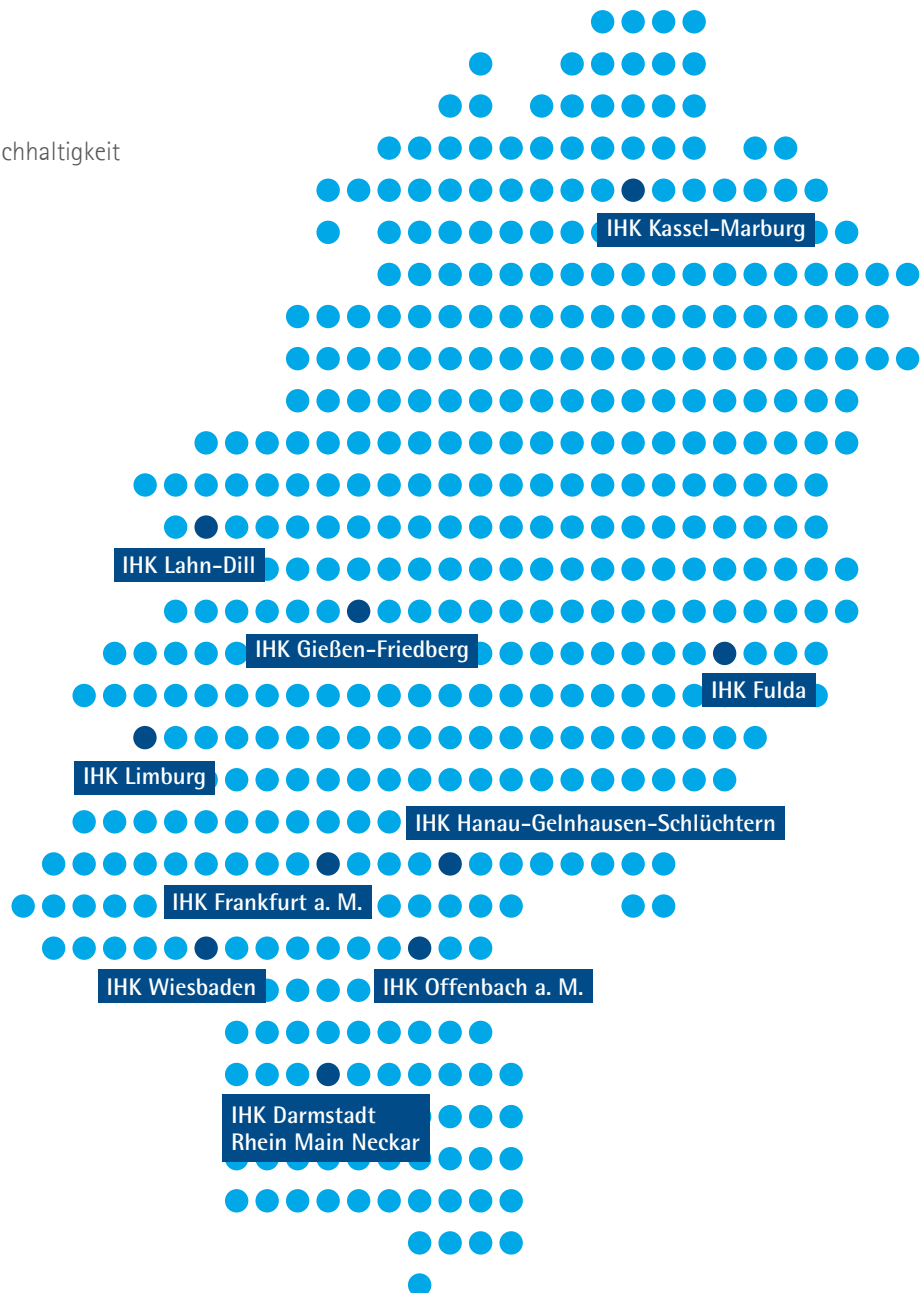 chhaltigkeit
IHK Kassel-Marburg
IHK Lahn-Dill
IHK Gießen-Friedberg
IHK Fulda
IHK Limburg
IHK Hanau-Gelnhausen-Schlüchtern
IHK Frankfurt a. M.
IHK Wiesbaden
IHK Offenbach a. M.
IHK Darmstadt
Rhein Main Neckar